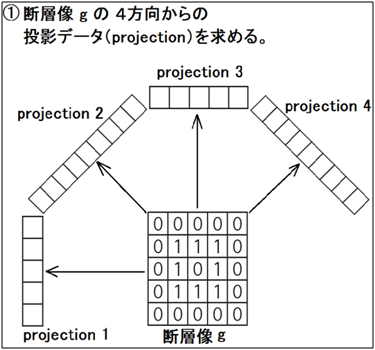 ① 断層像 g の 4方向からの
投影データ(projection)を求める。
projection 3
projection 2
projection 4
0 0 0 0 0
0 1 1 1 0
0 1 0 1 0
0 1 1 1 0
0 0 0 0 0
projection 1
断層像 g